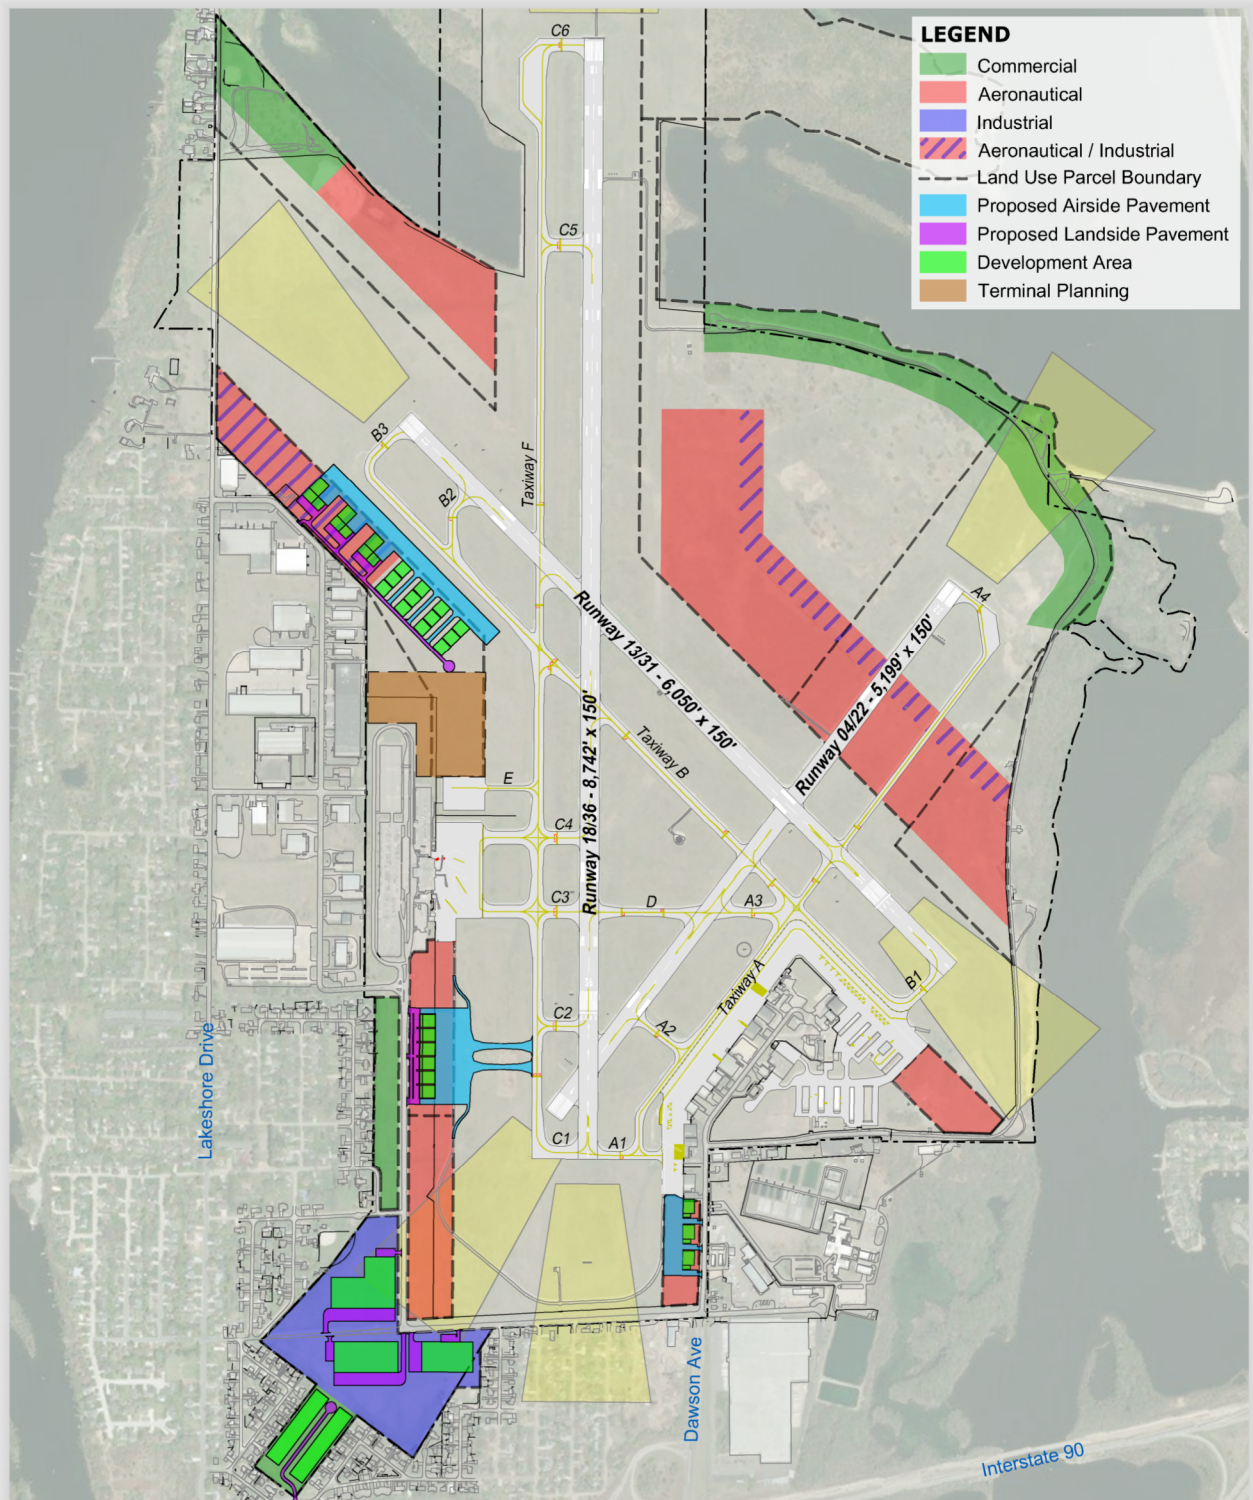 C6
LEGEND
Commercial
Aeronautical
Industrial
Aeronautical / Industrial
Land Use Parcel Boundary
Proposed Airside Pavement
Proposed Landside Pavement
Development Area
Terminal Planning
C5
B3
B2
Taxiway F
A4
Runway 13/31 - 6,050' x 150'
Runway 04/22 - 5,199' x 150'
Runway 18/36 - 8,742' x 150'
Taxiway B
E
C4
C3
D
A3
Taxiway A
B1
C2
A2
C1
A1
Lakeshore Drive
Dawson Ave
Interstate 90